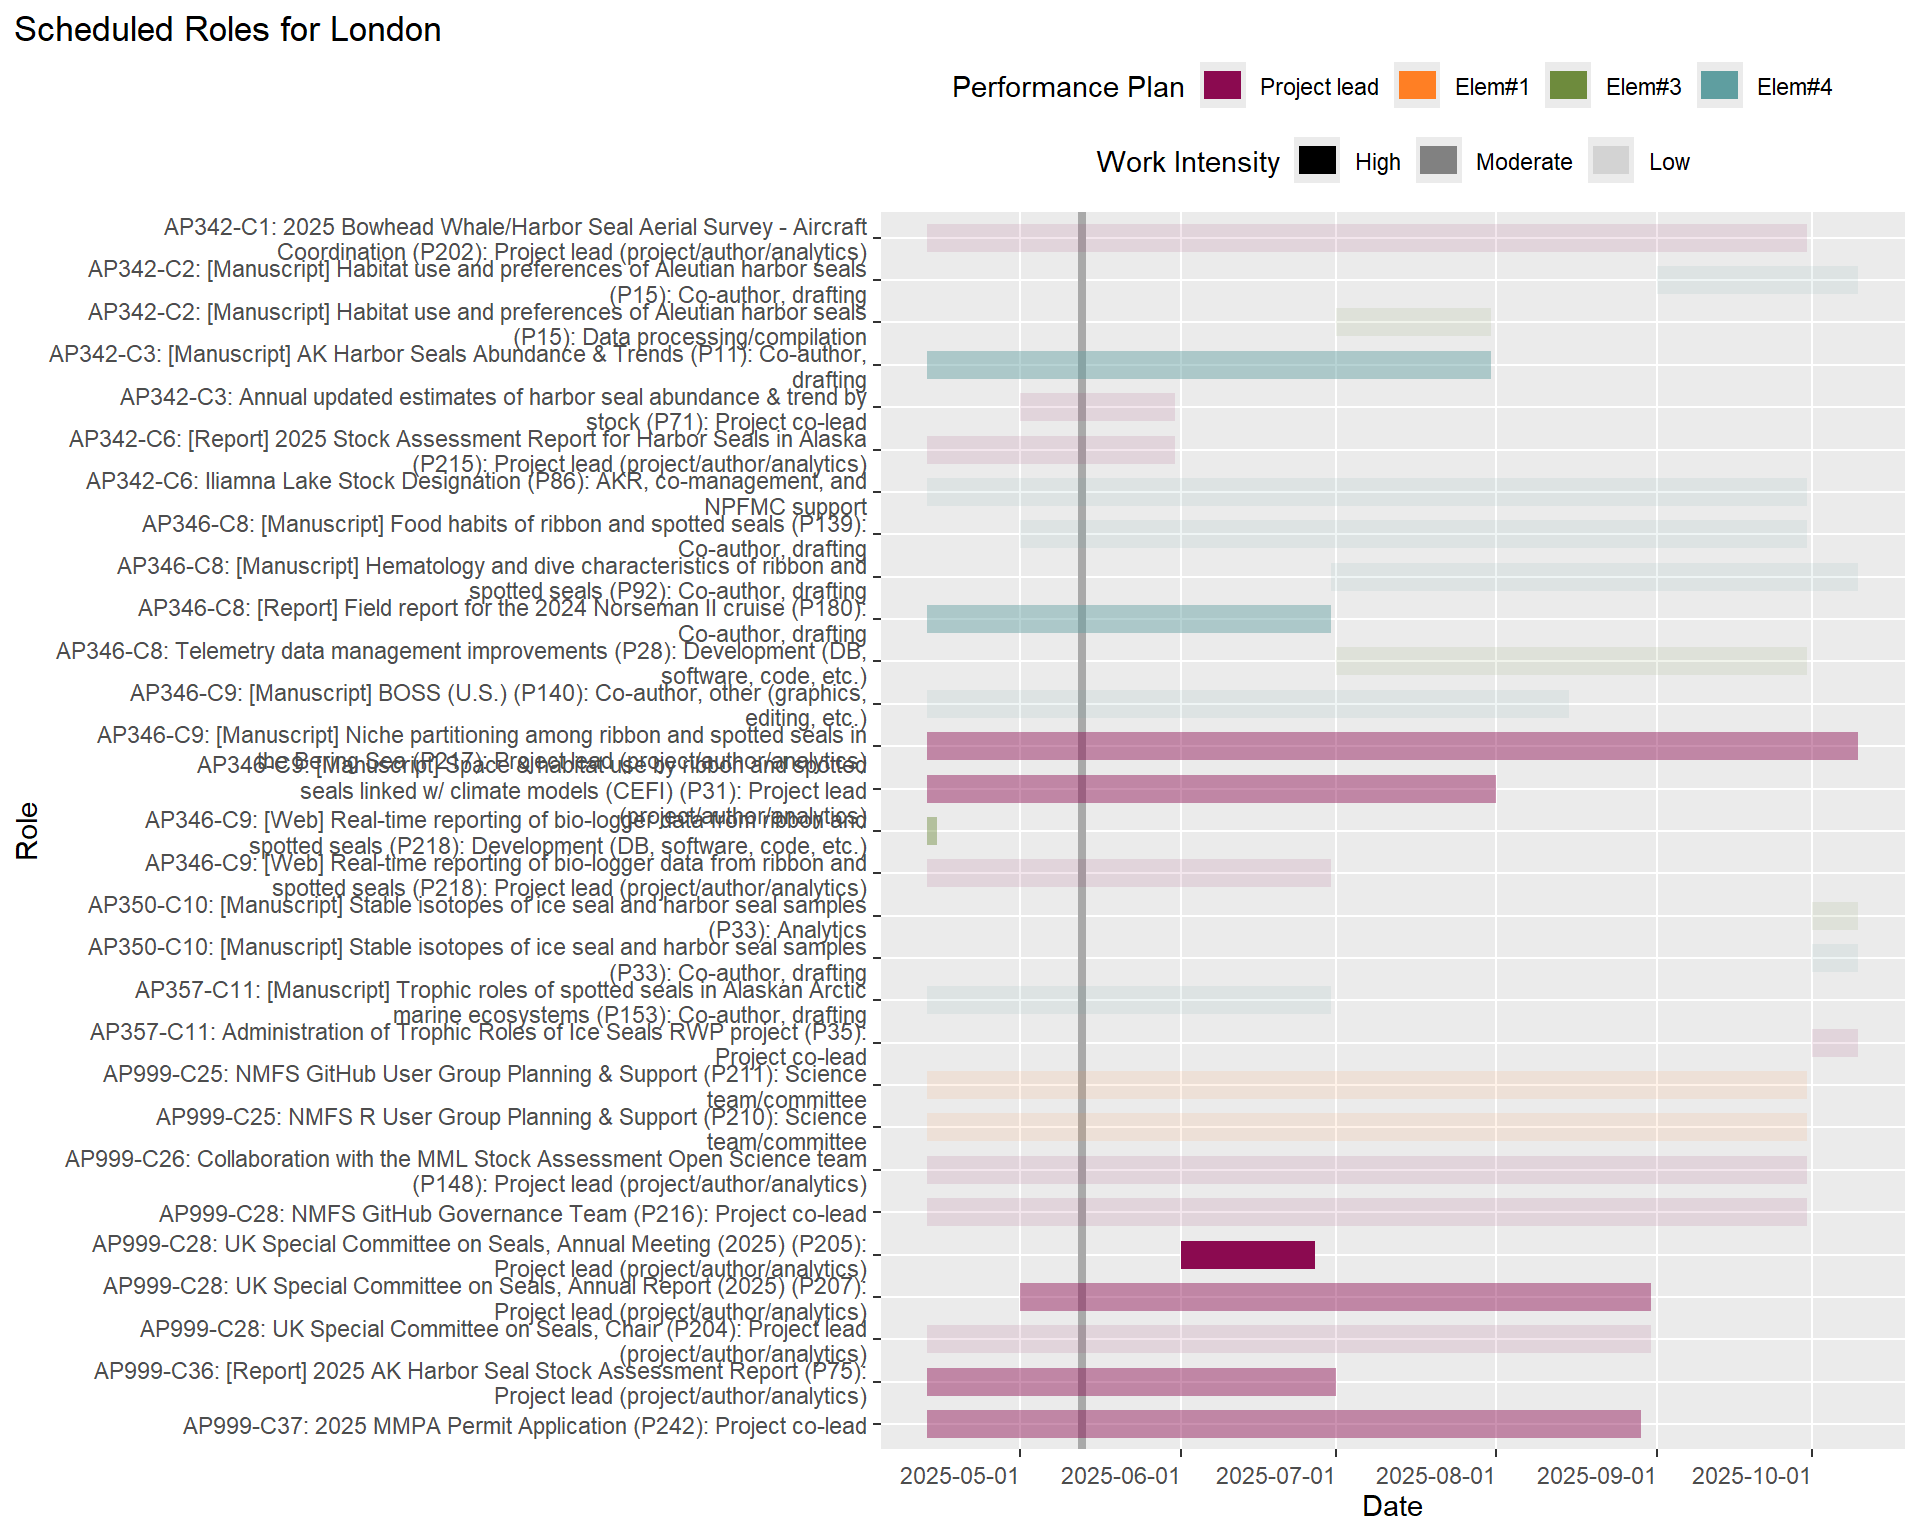 Scheduled Roles for London
Performance Plan Project lead Elem#1 Elem#3 Elem#4
Work Intensity High Moderate Low
AP342-C1: 2025 Bowhead Whale/Harbor Seal Aerial Survey - Aircraft
Coordination (P202): Project lead (project/author/analytics)
AP342-C2: [Manuscript] Habitat use and preferences of Aleutian harbor seals
(P15): Co-author, drafting
AP342-C2: [Manuscript] Habitat use and preferences of Aleutian harbor seals
(P15): Data processing/compilation
AP342-C3: [Manuscript] AK Harbor Seals Abundance & Trends (P11): Co-author,
drafting
AP342-C3: Annual updated estimates of harbor seal abundance & trend by
stock (P71): Project co-lead
AP342-C6: [Report] 2025 Stock Assessment Report for Harbor Seals in Alaska
(P215): Project lead (project/author/analytics)
AP342-C6: Iliamna Lake Stock Designation (P86): AKR, co-management, and
NPFMC support
AP346-C8: [Manuscript] Food habits of ribbon and spotted seals (P139):
Co-author, drafting
AP346-C8: [Manuscript] Hematology and dive characteristics of ribbon and
spotted seals (P92): Co-author, drafting
AP346-C8: [Report] Field report for the 2024 Norseman II cruise (P180):
Co-author, drafting
AP346-C8: Telemetry data management improvements (P28): Development (DB,
software, code, etc.)
AP346-C9: [Manuscript] BOSS (U.S.) (P140): Co-author, other (graphics,
editing, etc.)
AP346-C9: [Manuscript] Niche partitioning among ribbon and spotted seals in
the Bering Sea (P217): Project lead (project/author/analytics)
AP346-C9: [Manuscript] Space & habitat use by ribbon and spotted
seals linked w/ climate models (CEFI) (P31): Project lead
(project/author/analytics)
AP346-C9: [Web] Real-time reporting of bio-logger data from ribbon and
spotted seals (P218): Development (DB, software, code, etc.)
AP346-C9: [Web] Real-time reporting of bio-logger data from ribbon and
spotted seals (P218): Project lead (project/author/analytics)
AP350-C10: [Manuscript] Stable isotopes of ice seal and harbor seal samples
(P33): Analytics
AP350-C10: [Manuscript] Stable isotopes of ice seal and harbor seal samples
(P33): Co-author, drafting
AP357-C11: [Manuscript] Trophic roles of spotted seals in Alaskan Arctic
marine ecosystems (P153): Co-author, drafting
AP357-C11: Administration of Trophic Roles of Ice Seals RWP project (P35):
Project co-lead
AP999-C25: NMFS GitHub User Group Planning & Support (P211): Science
team/committee
AP999-C25: NMFS R User Group Planning & Support (P210): Science
team/committee
AP999-C26: Collaboration with the MML Stock Assessment Open Science team
(P148): Project lead (project/author/analytics)
AP999-C28: NMFS GitHub Governance Team (P216): Project co-lead
AP999-C28: UK Special Committee on Seals, Annual Meeting (2025) (P205):
Project lead (project/author/analytics)
AP999-C28: UK Special Committee on Seals, Annual Report (2025) (P207):
Project lead (project/author/analytics)
AP999-C28: UK Special Committee on Seals, Chair (P204): Project lead
(project/author/analytics)
AP999-C36: [Report] 2025 AK Harbor Seal Stock Assessment Report (P75):
Project lead (project/author/analytics)
AP999-C37: 2025 MMPA Permit Application (P242): Project co-lead
Role
2025-05-01 2025-06-01 2025-07-01 2025-08-01 2025-09-01 2025-10-01
Date